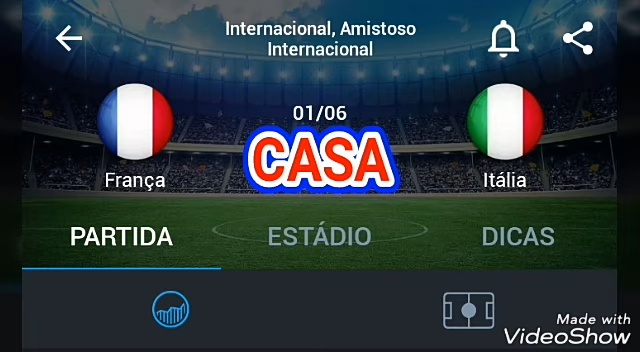 Internacional, Amistoso
Internacional
01/06
CASA
França
Itália
PARTIDA
ESTÁDIO
DICAS
Made with
VideoShow